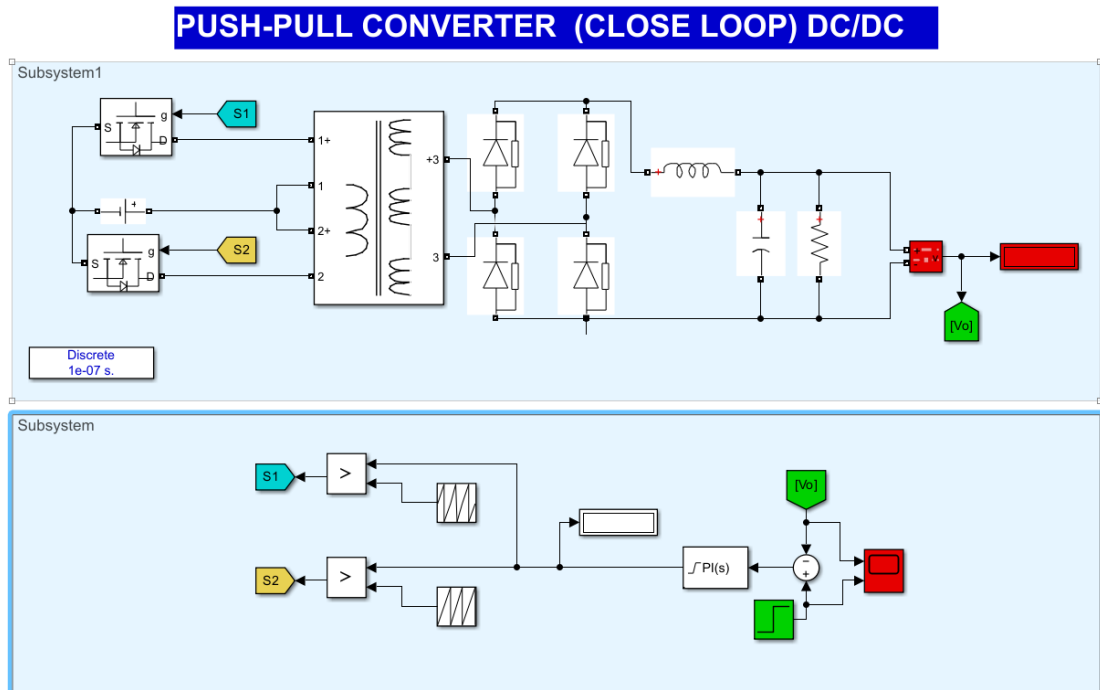 PUSH-PULL CONVERTER (CLOSE LOOP) DC/DC
Subsystem1
g
S
D
S1
1+
+3
1
+
2+
g
S
D
S2
3
2
+
-
v
[Vo]
Discrete
1e-07 s.
Subsystem
S1
>
[Vo]
S2
>
PI(s)
−
+